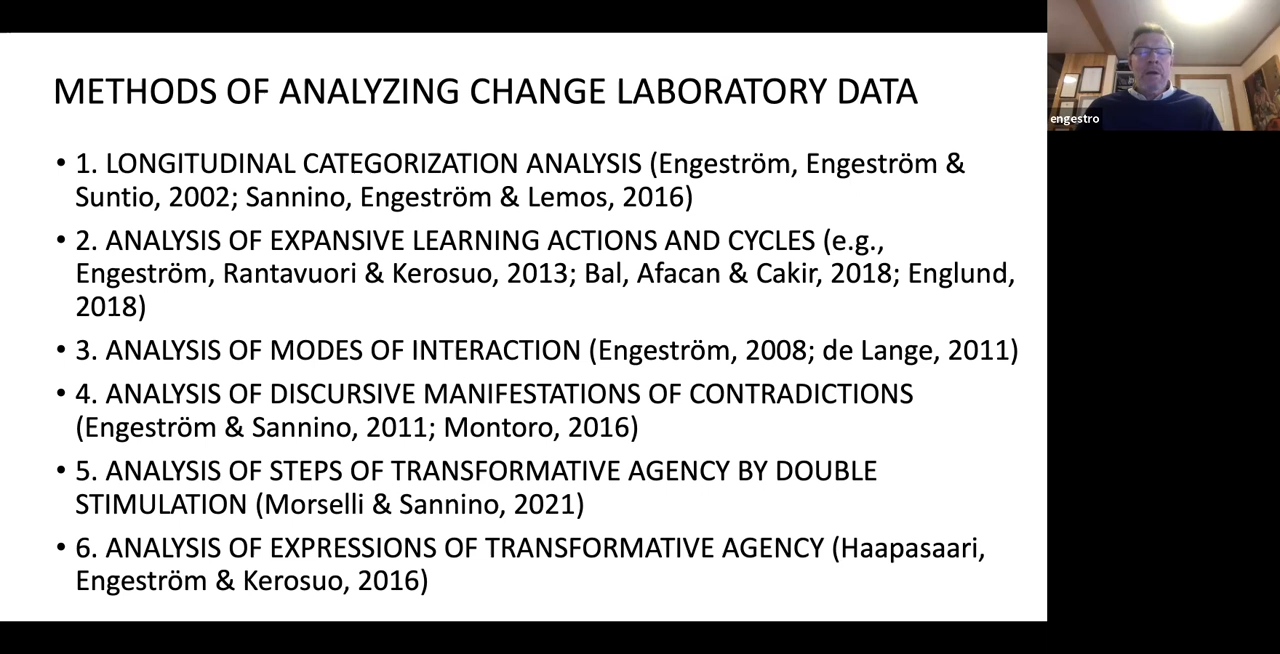 METHODS OF ANALYZING CHANGE LABORATORY DATA
engestro
• 1. LONGITUDINAL CATEGORIZATION ANALYSIS (Engeström, Engeström &
Suntio, 2002; Sannino, Engeström & Lemos, 2016)
• 2. ANALYSIS OF EXPANSIVE LEARNING ACTIONS AND CYCLES (e.g.,
Engeström, Rantavuori & Kerosuo, 2013; Bal, Afacan & Cakir, 2018; Englund,
2018)
• 3. ANALYSIS OF MODES OF INTERACTION (Engeström, 2008; de Lange, 2011)
• 4. ANALYSIS OF DISCURSIVE MANIFESTATIONS OF CONTRADICTIONS
(Engeström & Sannino, 2011; Montoro, 2016)
• 5. ANALYSIS OF STEPS OF TRANSFORMATIVE AGENCY BY DOUBLE
STIMULATION (Morselli & Sannino, 2021)
• 6. ANALYSIS OF EXPRESSIONS OF TRANSFORMATIVE AGENCY (Haapasaari,
Engeström & Kerosuo, 2016)